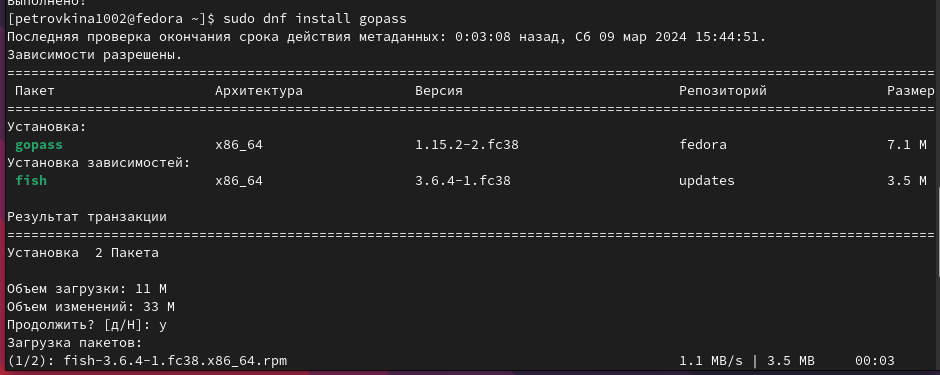 Выполнено!
[petrovkina1002@fedora ~]$ sudo dnf install gopass
Последняя проверка окончания срока действия метаданных: 0:03:08 назад, Сб 09 мар 2024 15:44:51.
Зависимости разрешены.
================================================================================
Пакет Архитектура Версия Репозиторий Размер
================================================================================
Установка:
gopass x86_64 1.15.2-2.fc38 fedora 7.1 M
Установка зависимостей:
fish x86_64 3.6.4-1.fc38 updates 3.5 M
Результат транзакции
================================================================================
Установка 2 Пакета
Объем загрузки: 11 M
Объем изменений: 33 M
Продолжить? [д/Н]: y
Загрузка пакетов:
(1/2): fish-3.6.4-1.fc38.x86_64.rpm 1.1 MB/s | 3.5 MB 00:03